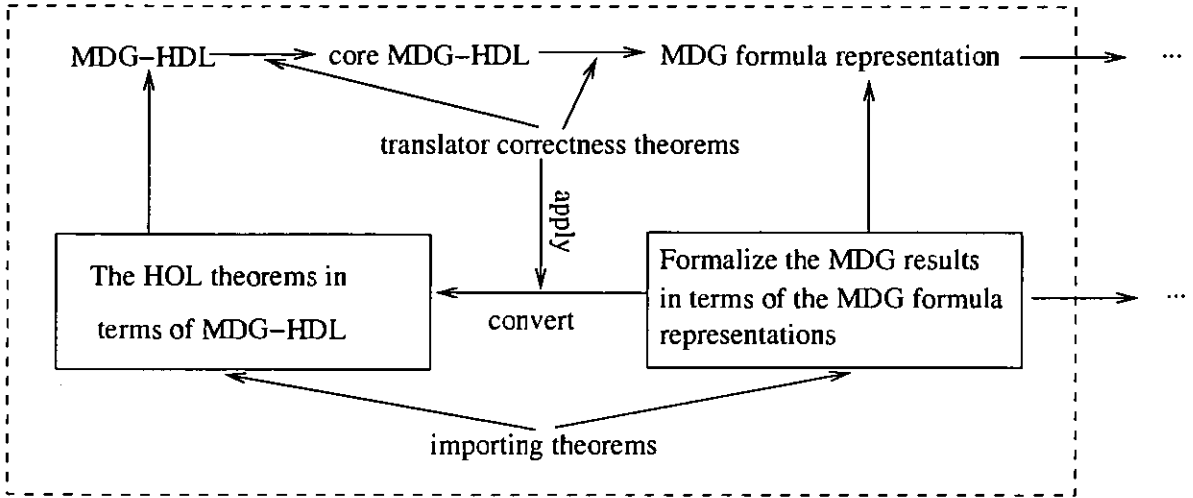 MDG–HDL
core MDG–HDL
MDG formula representation
...
translator correctness theorems
apply
The HOL theorems in
terms of MDG–HDL
convert
Formalize the MDG results
in terms of the MDG formula
representations
...
importing theorems